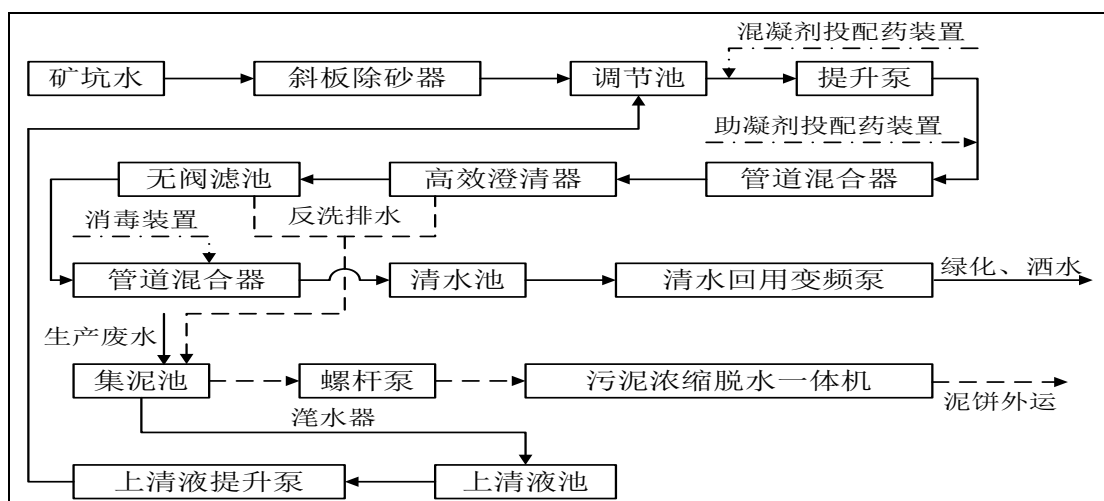 混凝剂投配药装置
矿坑水
斜板除砂器
调节池
提升泵
助凝剂投配药装置
无阀滤池
高效澄清器
管道混合器
反洗排水
消毒装置
管道混合器
清水池
清水回用变频泵
绿化、洒水
生产废水
集泥池
螺杆泵
污泥浓缩脱水一体机
泥饼外运
滗水器
上清液提升泵
上清液池